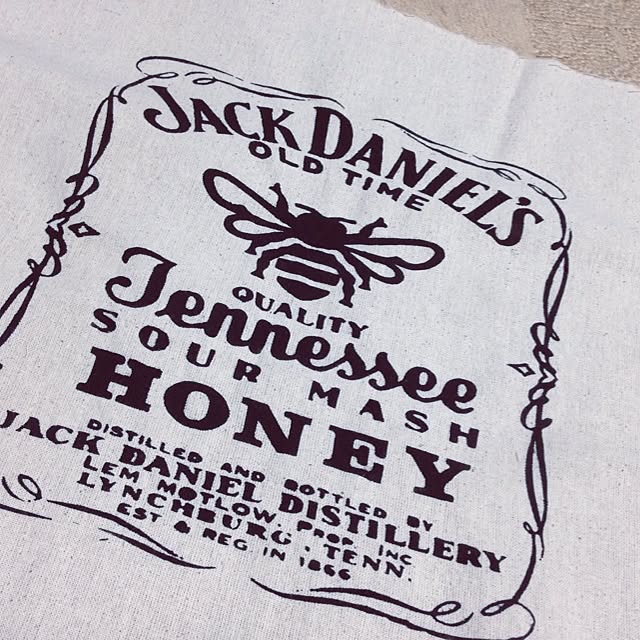 JACK DANIEL'S
OLD TIME
QUALITY
Tennessee
SOUR MASH
HONEY
DISTILLED AND BOTTLED BY
JACK DANIEL DISTILLERY
LEM MOTLOW, PROP. INC
LYNCHBURG, TENN.
EST & REG. IN 1866